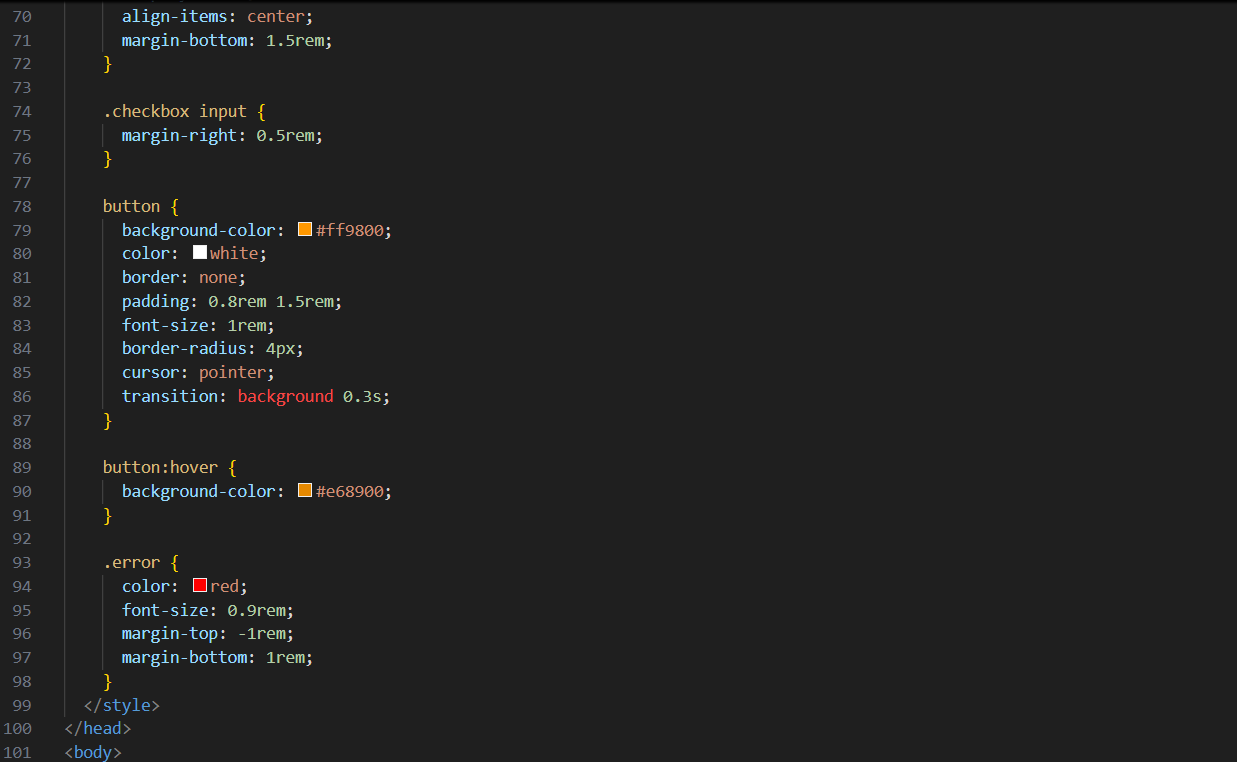 70 align-items: center;
71 margin-bottom: 1.5rem;
72 }
73
74 .checkbox input {
75 margin-right: 0.5rem;
76 }
77
78 button {
79 background-color: #ff9800;
80 color: white;
81 border: none;
82 padding: 0.8rem 1.5rem;
83 font-size: 1rem;
84 border-radius: 4px;
85 cursor: pointer;
86 transition: background 0.3s;
87 }
88
89 button:hover {
90 background-color: #e68900;
91 }
92
93 .error {
94 color: red;
95 font-size: 0.9rem;
96 margin-top: -1rem;
97 margin-bottom: 1rem;
98 }
99 </style>
100 </head>
101 <body>